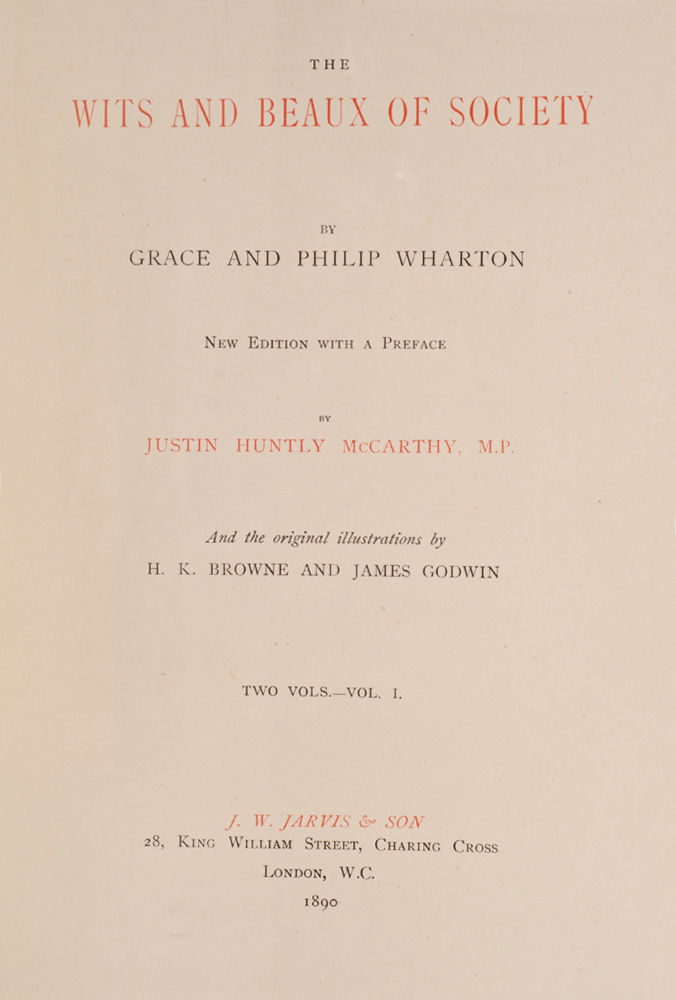 THE
WITS AND BEAUX OF SOCIETY
BY
GRACE AND PHILIP WHARTON
NEW EDITION WITH A PREFACE
BY
JUSTIN HUNTLY McCARTHY, M.P.
And the original illustrations by
H. K. BROWNE AND JAMES GODWIN
TWO VOLS.—VOL. I.
J. W. JARVIS & SON
28, KING WILLIAM STREET, CHARING CROSS
LONDON, W.C.
1890